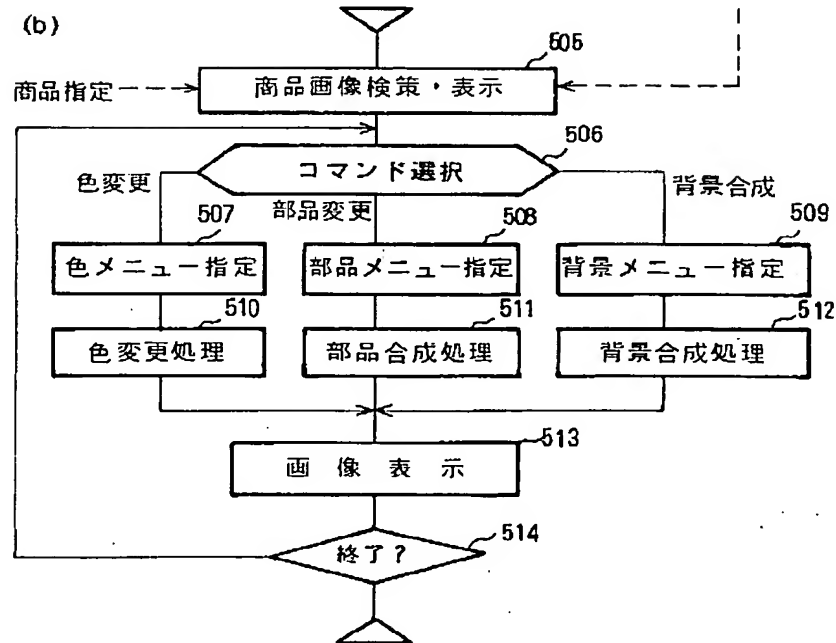 (b)
505
商品指定
商品画像検策・表示
506
コマンド選択
色変更
部品変更
背景合成
507
508
509
色メニュー指定
部品メニュー指定
背景メニュー指定
510
511
512
色変更処理
部品合成処理
背景合成処理
513
画像表示
514
終了?